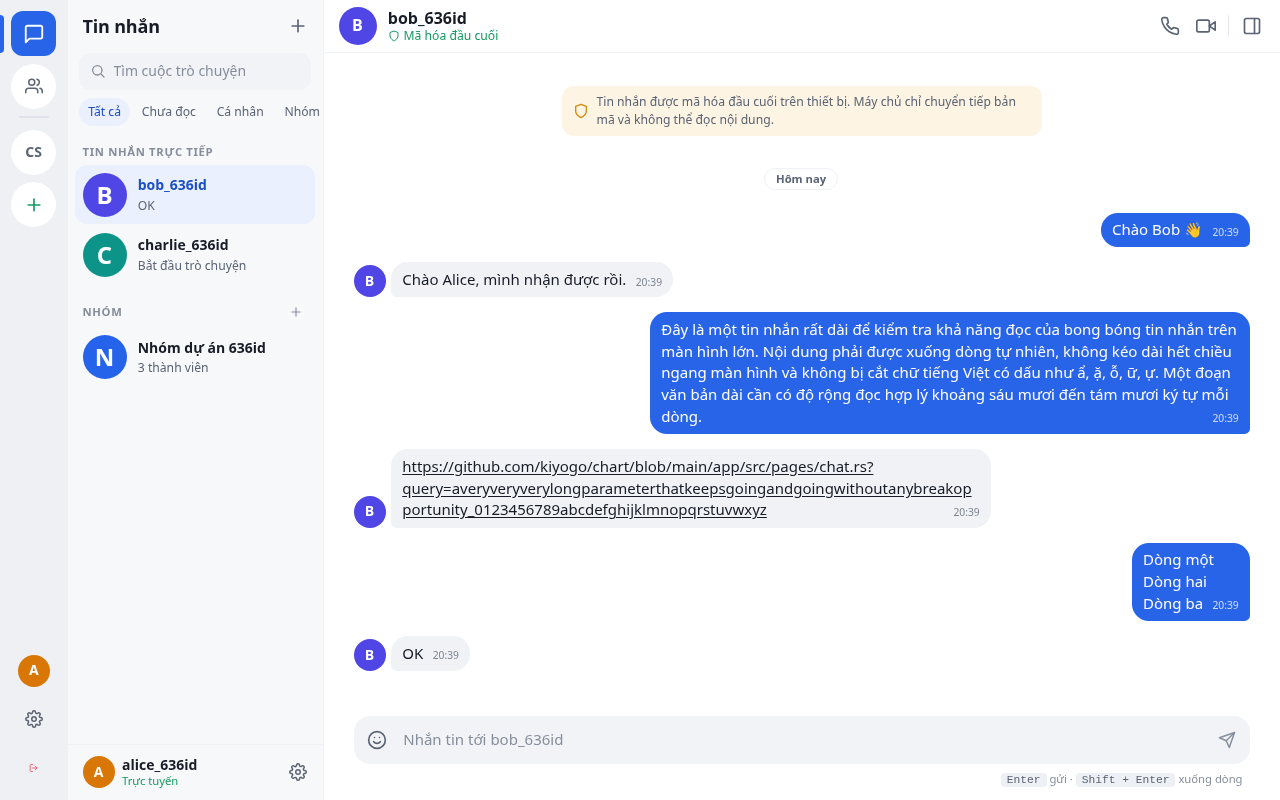 CS
A
Tin nhắn
Tìm cuộc trò chuyện
Tất cả
Chưa đọc
Cá nhân
Nhóm
TIN NHẮN TRỰC TIẾP
B
bob_636id
OK
C
charlie_636id
Bắt đầu trò chuyện
NHÓM
N
Nhóm dự án 636id
3 thành viên
A
alice_636id
Trực tuyến
B
bob_636id
Mã hóa đầu cuối
Tin nhắn được mã hóa đầu cuối trên thiết bị. Máy chủ chỉ chuyển tiếp bản
mã và không thể đọc nội dung.
Hôm nay
Chào Bob 👋 20:39
B
Chào Alice, mình nhận được rồi. 20:39
Đây là một tin nhắn rất dài để kiểm tra khả năng đọc của bong bóng tin nhắn trên
màn hình lớn. Nội dung phải được xuống dòng tự nhiên, không kéo dài hết chiều
ngang màn hình và không bị cắt chữ tiếng Việt có dấu như ẩ, ặ, ỗ, ữ, ự. Một đoạn
văn bản dài cần có độ rộng đọc hợp lý khoảng sáu mươi đến tám mươi ký tự mỗi
dòng. 20:39
https://github.com/kiyogo/chart/blob/main/app/src/pages/chat.rs?
query=averyveryverylongparameterthatkeepsgoingandgoingwithoutanybreakop
portunity_0123456789abcdefghijklmnopqrstuvwxyz 20:39
B
Dòng một
Dòng hai
Dòng ba 20:39
B
OK 20:39
Nhắn tin tới bob_636id
Enter gửi · Shift + Enter xuống dòng